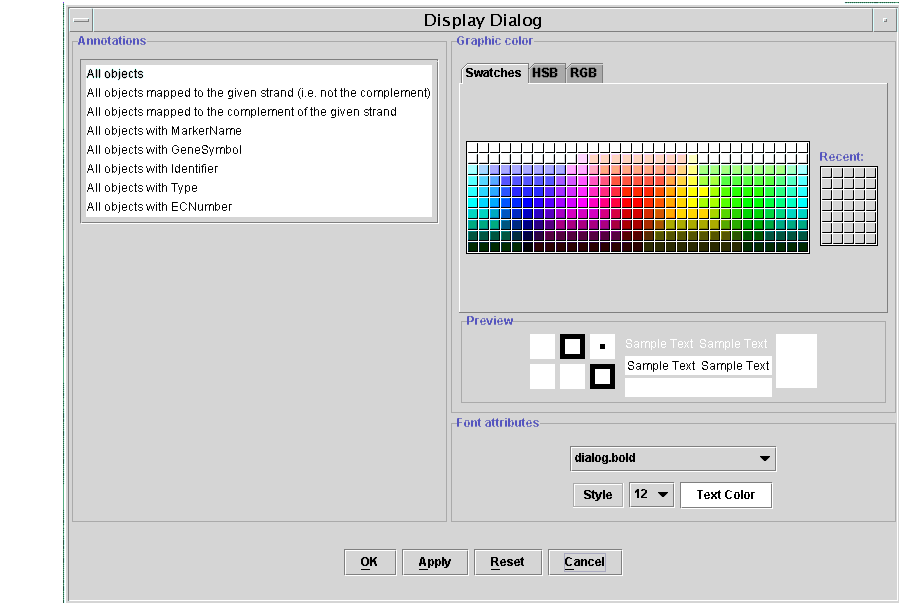 Display Dialog
Annotations
All objects
All objects mapped to the given strand (i.e. not the complement)
All objects mapped to the complement of the given strand
All objects with MarkerName
All objects with GeneSymbol
All objects with Identifier
All objects with Type
All objects with ECNumber
Graphic color
Swatches HSB RGB
Recent:
Preview
Sample Text Sample Text
Sample Text Sample Text
Font attributes
dialog.bold
Style 12 Text Color
OK Apply Reset Cancel